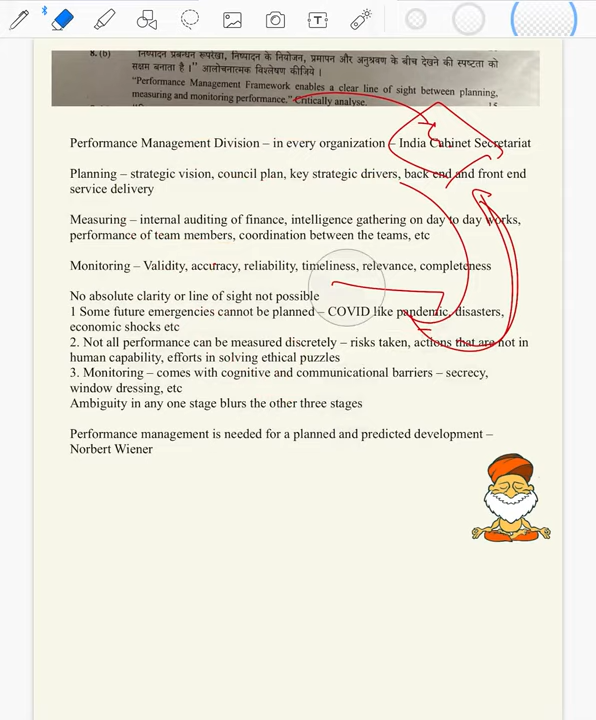 8. (b) निष्पादन प्रबन्धन रूपरेखा, निष्पादन के नियोजन, प्रमापन और अनुश्रवण के बीच देखने की स्पष्टता को
सक्षम बनाता है।" आलोचनात्मक विश्लेषण कीजिये।
"Performance Management Framework enables a clear line of sight between planning,
measuring and monitoring performance." Critically analyse.
15
Performance Management Division – in every organization – India Cabinet Secretariat
Planning – strategic vision, council plan, key strategic drivers, back end and front end
service delivery
Measuring – internal auditing of finance, intelligence gathering on day to day works,
performance of team members, coordination between the teams, etc
Monitoring – Validity, accuracy, reliability, timeliness, relevance, completeness
No absolute clarity or line of sight not possible
1 Some future emergencies cannot be planned – COVID like pandemic, disasters,
economic shocks etc
2. Not all performance can be measured discretely – risks taken, actions that are not in
human capability, efforts in solving ethical puzzles
3. Monitoring – comes with cognitive and communicational barriers – secrecy,
window dressing, etc
Ambiguity in any one stage blurs the other three stages
Performance management is needed for a planned and predicted development –
Norbert Wiener